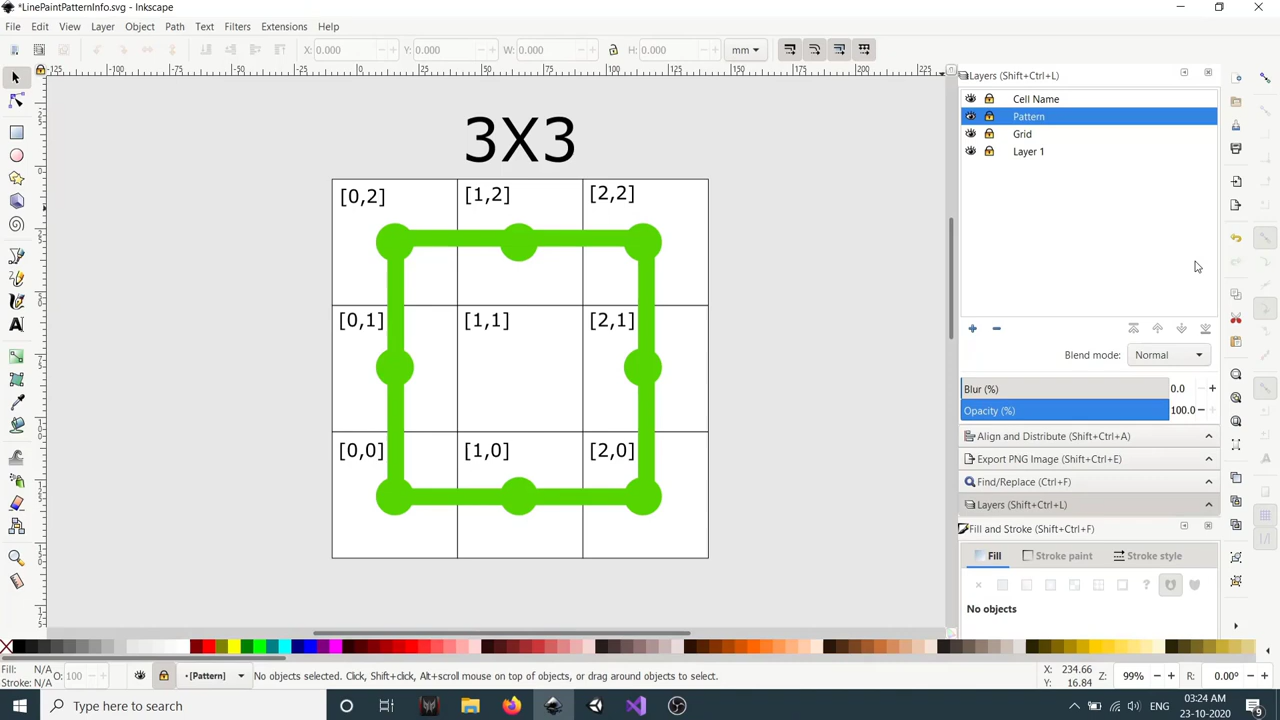 *LinePaintPatternInfo.svg - Inkscape
File Edit View Layer Object Path Text Filters Extensions Help
X: 0.000 Y: 0.000 W: 0.000 H: 0.000 mm
Layers (Shift+Ctrl+L)
Cell Name
Pattern
Grid
Layer 1
3X3
[0,2] [1,2] [2,2]
[0,1] [1,1] [2,1]
[0,0] [1,0] [2,0]
Blend mode: Normal
Blur (%) 0.0
Opacity (%) 100.0
Align and Distribute (Shift+Ctrl+A)
Export PNG Image (Shift+Ctrl+E)
Find/Replace (Ctrl+F)
Layers (Shift+Ctrl+L)
Fill and Stroke (Shift+Ctrl+F)
Fill Stroke paint Stroke style
No objects
Fill: N/A
Stroke: N/A
O: 100
[Pattern]
No objects selected. Click, Shift+click, Alt+scroll mouse on top of objects, or drag around objects to select.
X: 234.66
Y: 16.84
Z: 99%
R: 0.00°
Type here to search
ENG
03:24 AM
23-10-2020
9